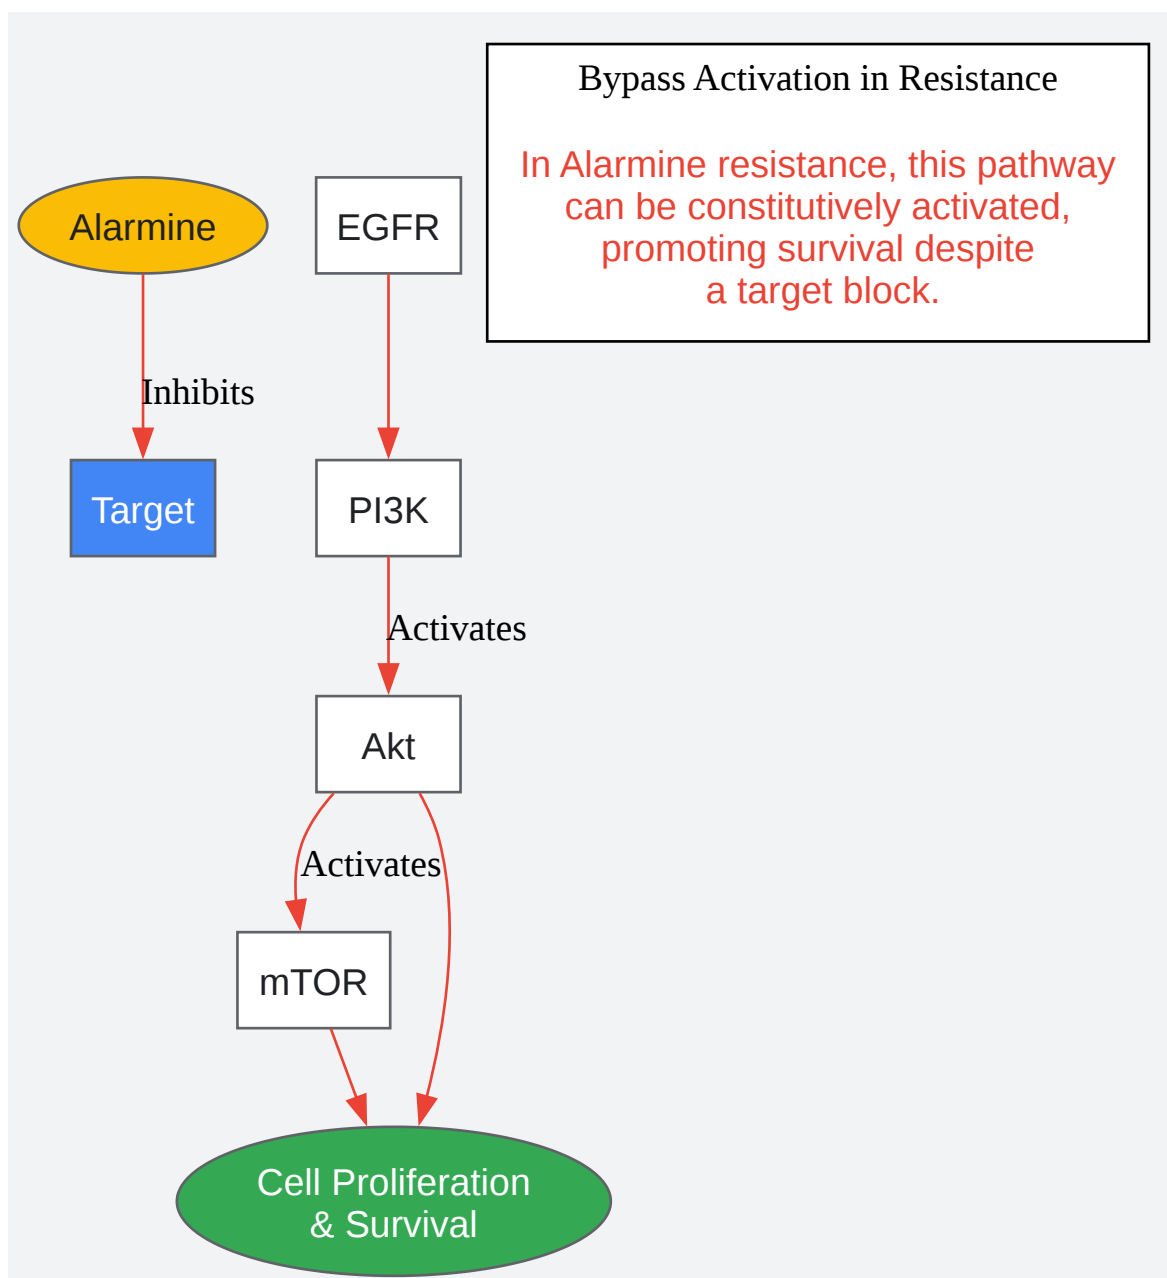 Bypass Activation in Resistance
In Alarmine resistance, this pathway
can be constitutively activated,
promoting survival despite
a target block.
Alarmine
EGFR
Inhibits
Target
PI3K
Activates
Akt
Activates
mTOR
Cell Proliferation
& Survival